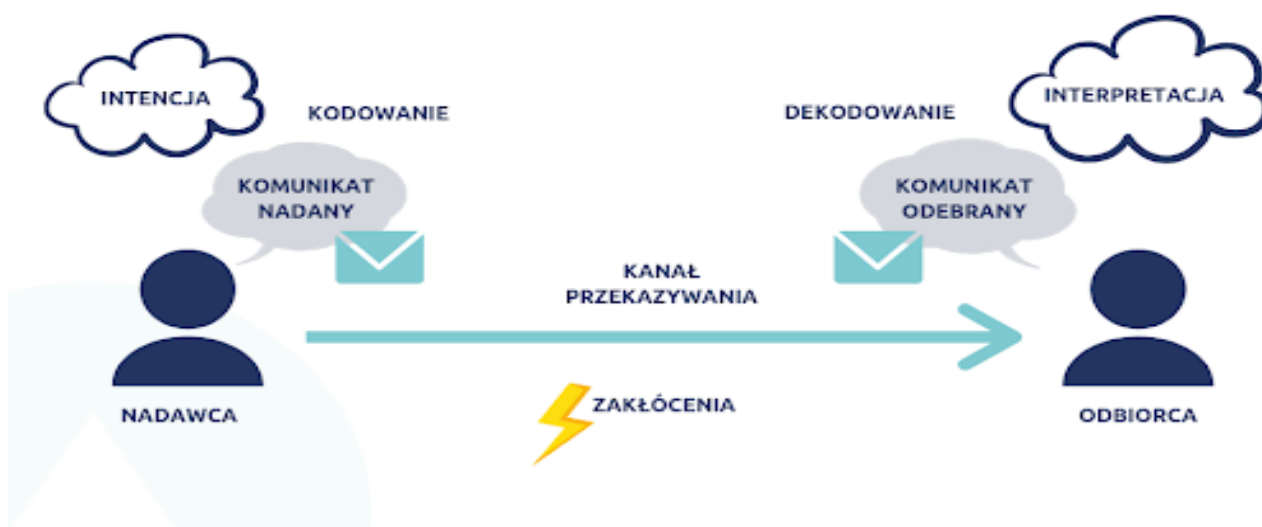 INTENCJA
KODOWANIE
KOMUNIKAT
NADANY
NADAWCA
KANAŁ
PRZEKAZYWANIA
ZAKŁÓCENIA
DEKODOWANIE
INTERPRETACJA
KOMUNIKAT
ODEBRANY
ODBIORCA